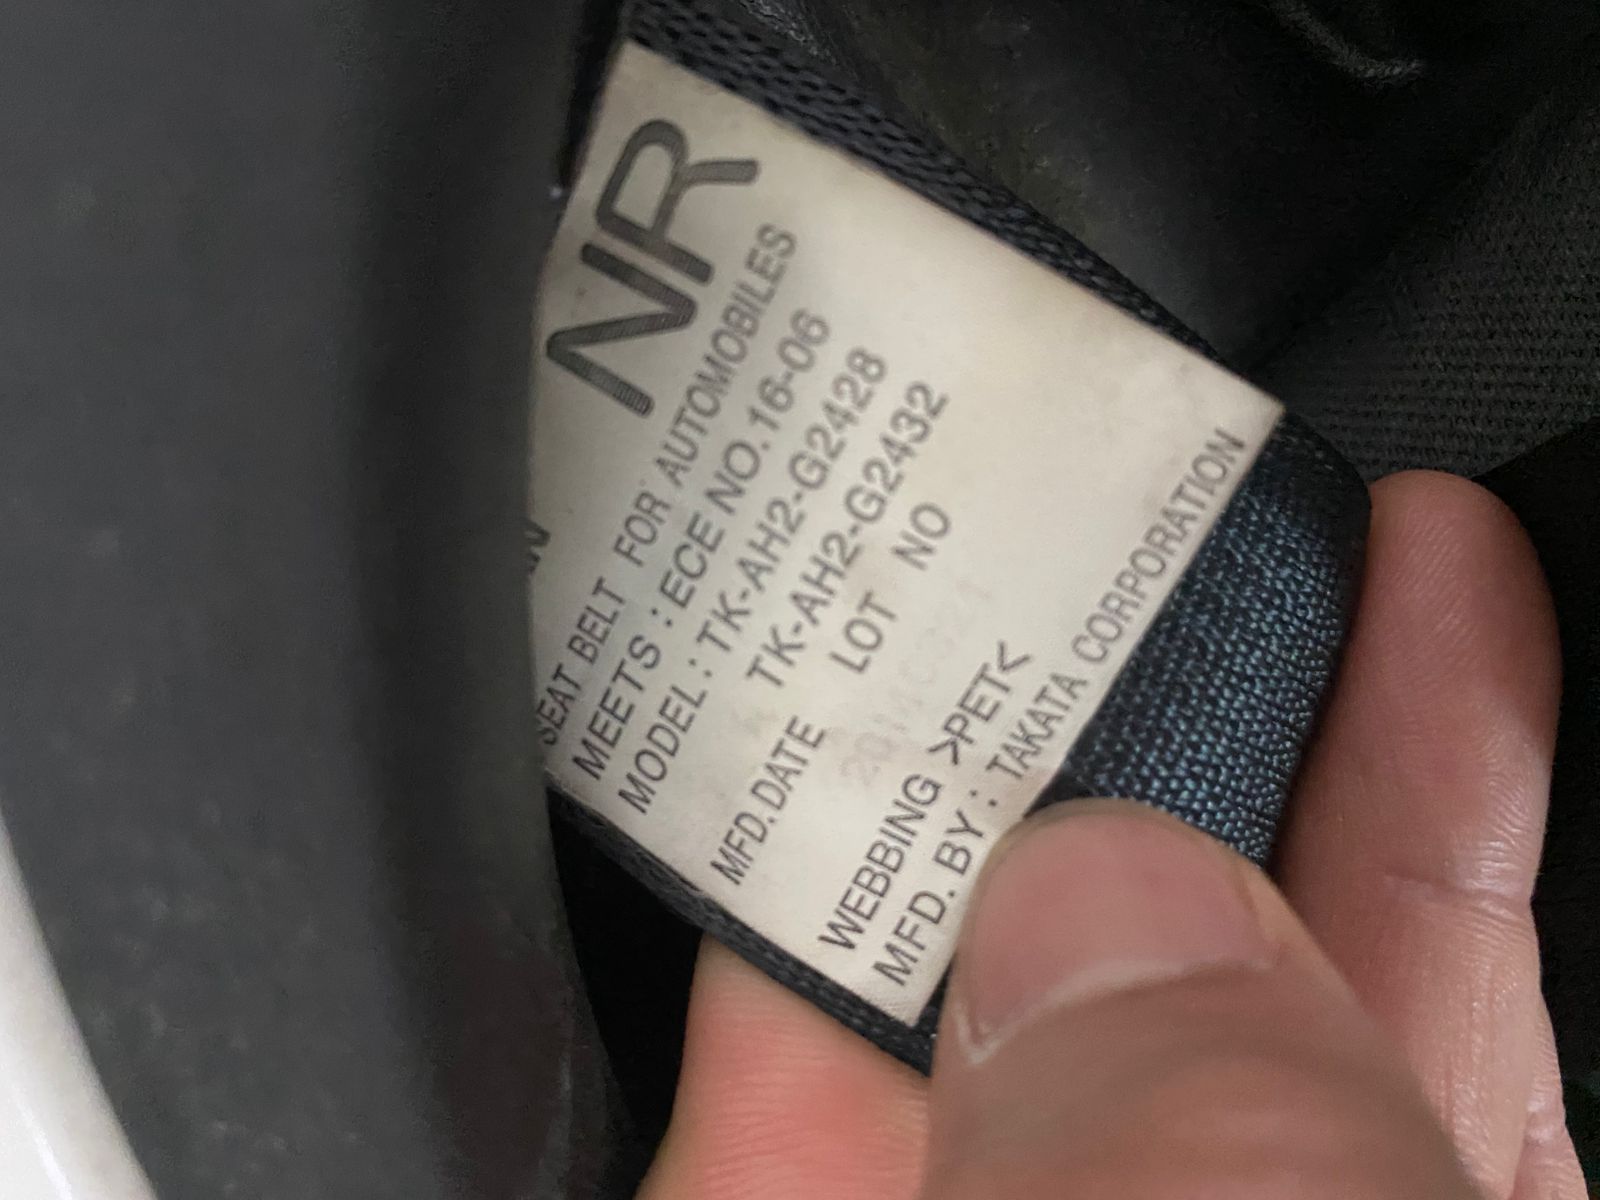 NR
SEAT BELT FOR AUTOMOBILES
MEETS : ECE NO.16-06
MODEL : TK-AH2-G2428
TK-AH2-G2432
MFD.DATE LOT NO
WEBBING >PET<
MFD. BY : TAKATA CORPORATION